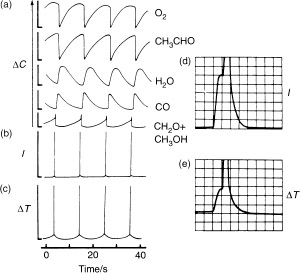 (a)
O₂
CH₃CHO
ΔC
(d)
H₂O
I
CO
CH₂O+
CH₃OH
(b)
I
(e)
(c)
ΔT
ΔT
0 10 20 30 40
Time/s